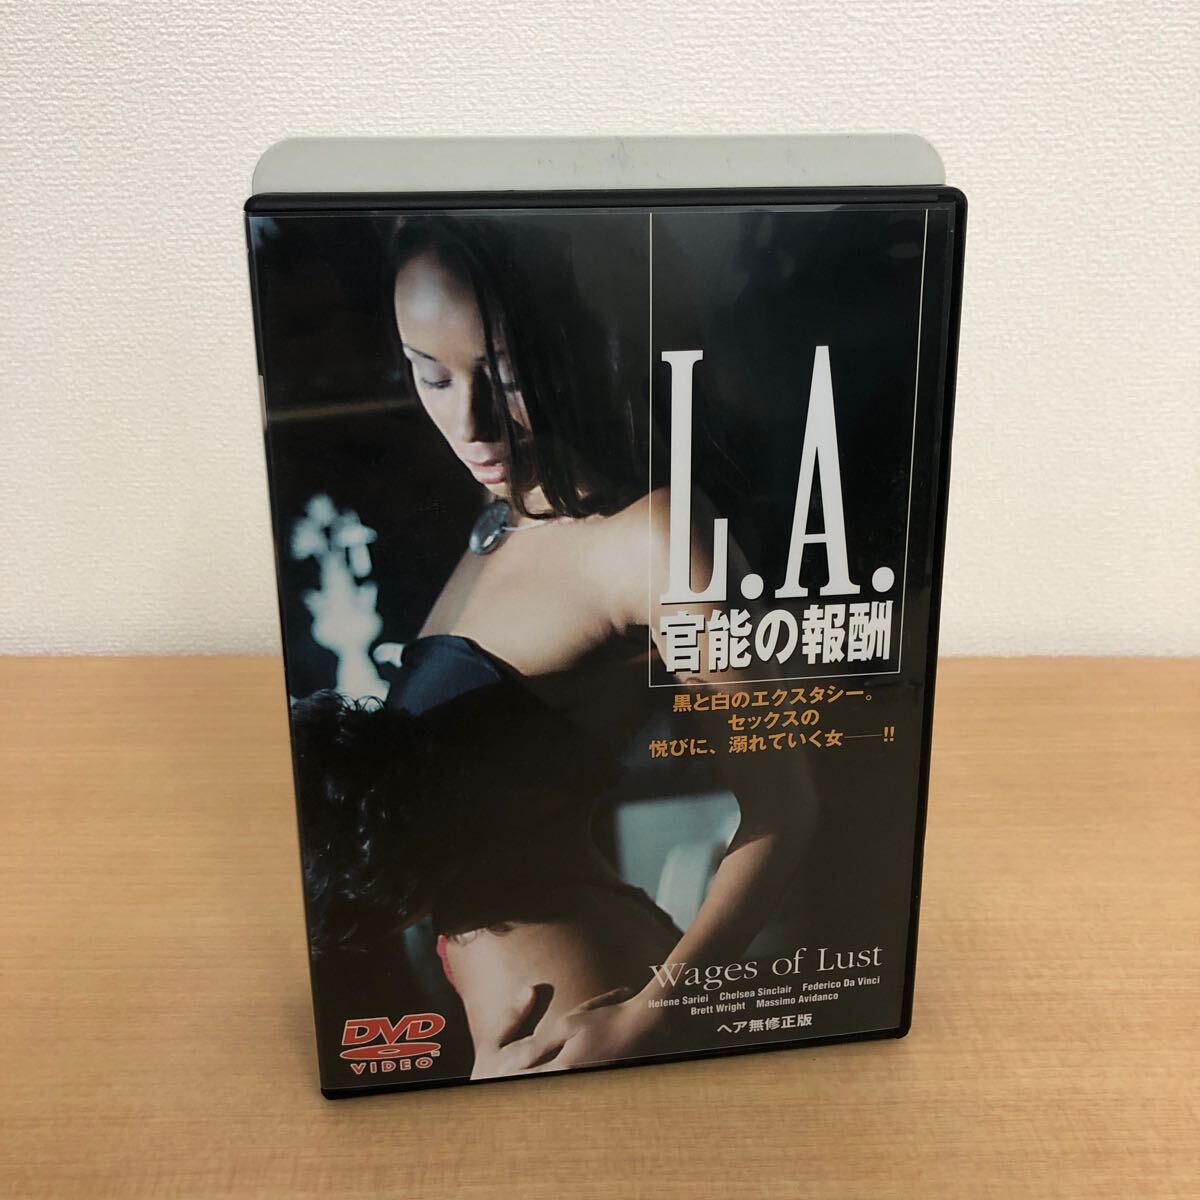 L.A.
官能の報酬
黒と白のエクスタシー。
セックスの
悦びに、溺れていく女──!!
Wages of Lust
Helene Sariei Chelsea Sinclair Federico Da Vinci
Brett Wright Massimo Avidanco
ヘア無修正版
DVD
VIDEO